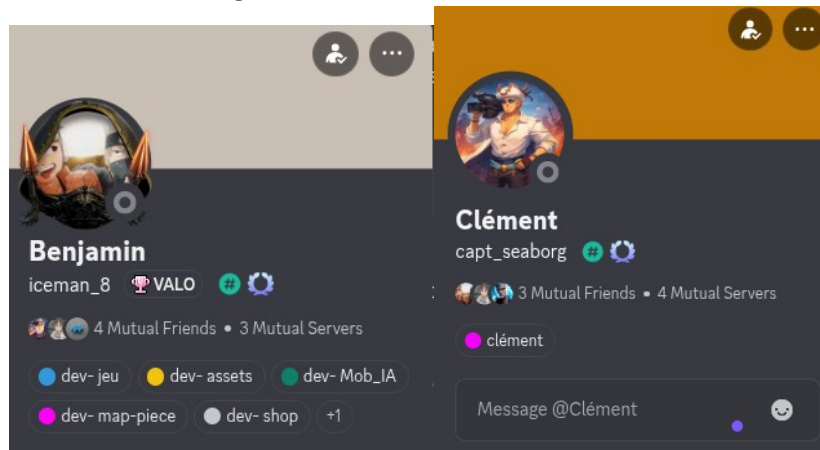 Benjamin
iceman_8 VALO #
4 Mutual Friends • 3 Mutual Servers
dev- jeu dev- assets dev- Mob_IA
dev- map-piece dev- shop +1
Clément
capt_seaborg #
3 Mutual Friends • 4 Mutual Servers
clément
Message @Clément